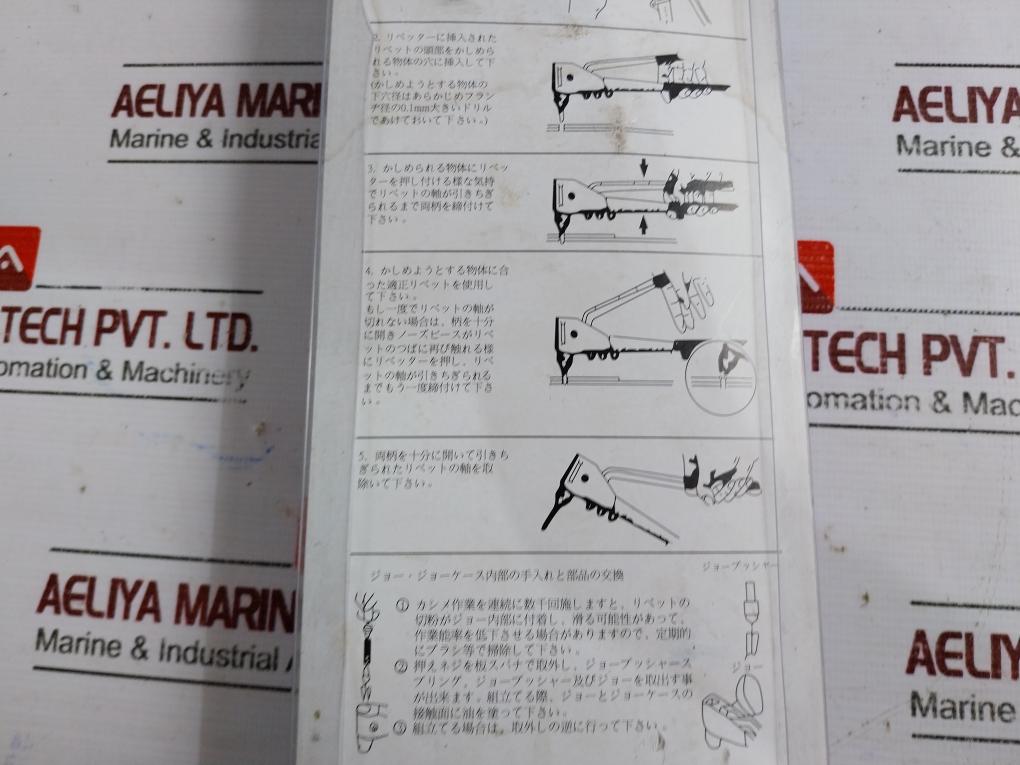 AELIYA MARI
Marine & Industria
TECH PVT. LTD.
omation & Machinery
AELIYA MARIN
Marine & Industrial
2. リベッターに挿入された
リベットの頭部をかしめら
れる物体の穴に挿入して下
さい。
(かしめようとする物体の
下穴径はあらかじめフラン
ヂ径の0.1mm大きいドリル
であけておいて下さい。)
3. かしめられる物体にリベッ
ターを押し付ける様な気持
でリベットの軸が引きちぎ
られるまで両柄を締付けて
下さい。
4. かしめようとする物体に合
った適正リベットを使用し
て下さい。
もし一度でリベットの軸が
切れない場合は、柄を十分
に開きノーズピースがリベ
ットのつばに再び触れる様
にリベッターを押し、リベ
ットの軸が引きちぎられる
までもう一度締付けて下さ
い。
5. 両柄を十分に開いて引きち
ぎられたリベットの軸を取
除いて下さい。
ジョー・ジョーケース内部の手入れと部品の交換
① カシメ作業を連続に数千回施しますと、リベットの
切粉がジョー内部に付着し、滑る可能性があって、
作業能率を低下させる場合がありますので、定期的
にブラシ等で掃除して下さい。
② 押えネジを板スパナで取外し、ジョープッシャース
プリング、ジョープッシャー及びジョーを取出す事
が出来ます。組立てる際、ジョーとジョーケースの
接触面に油を塗って下さい。
③ 組立てる場合は、取外しの逆に行って下さい。
ジョープッシャー
ジョー
AELIYA
Marine &
TECH PVT.
omation & Mac
AELIY
Marine